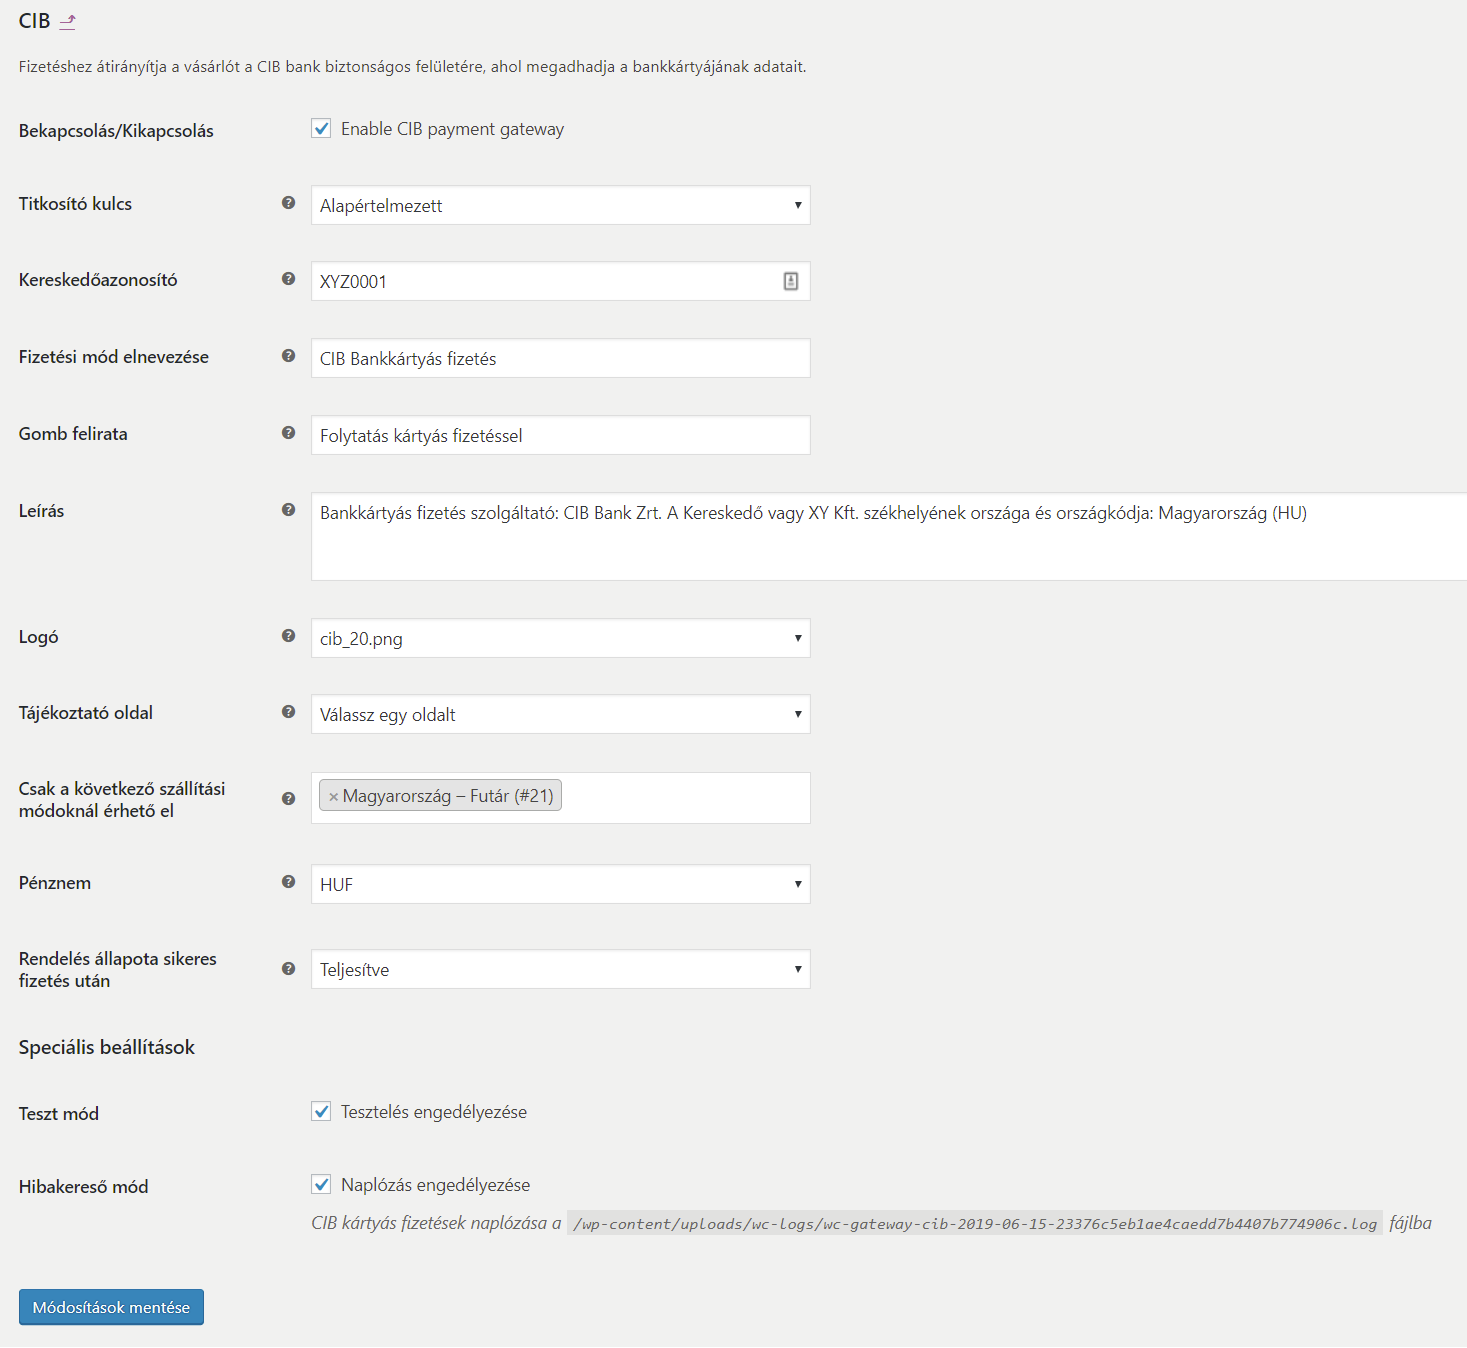 CIB
Fizetéshez átirányítja a vásárlót a CIB bank biztonságos felületére, ahol megadhadja a bankkártyájának adatait.
Bekapcsolás/Kikapcsolás
Enable CIB payment gateway
Titkosító kulcs
Alapértelmezett
Kereskedőazonosító
XYZ0001
Fizetési mód elnevezése
CIB Bankkártyás fizetés
Gomb felirata
Folytatás kártyás fizetéssel
Leírás
Bankkártyás fizetés szolgáltató: CIB Bank Zrt. A Kereskedő vagy XY Kft. székhelyének országa és országkódja: Magyarország (HU)
Logó
cib_20.png
Tájékoztató oldal
Válassz egy oldalt
Csak a következő szállítási
módoknál érhető el
× Magyarország – Futár (#21)
Pénznem
HUF
Rendelés állapota sikeres
fizetés után
Teljesítve
Speciális beállítások
Teszt mód
Tesztelés engedélyezése
Hibakereső mód
Naplózás engedélyezése
CIB kártyás fizetések naplózása a /wp-content/uploads/wc-logs/wc-gateway-cib-2019-06-15-23376c5eb1ae4caedd7b4407b774906c.log fájlba
Módosítások mentése